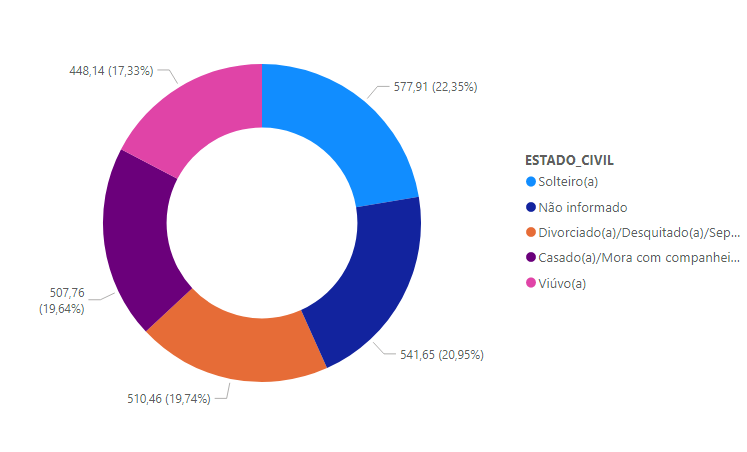 448,14 (17,33%)
577,91 (22,35%)
ESTADO_CIVIL
Solteiro(a)
Não informado
Divorciado(a)/Desquitado(a)/Sep...
Casado(a)/Mora com companhei...
Viúvo(a)
507,76
(19,64%)
541,65 (20,95%)
510,46 (19,74%)